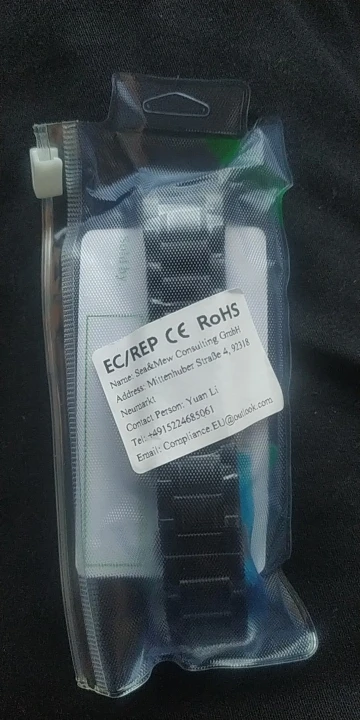 EC/REP CE RoHS
Name: Sea&Mew Consulting GmbH
Address: Mittenhuber Straße 4, 92318
Neumarkt
Contact Person: Yuan Li
Tel: +4915224685061
Email: Compliance.EU@outlook.com